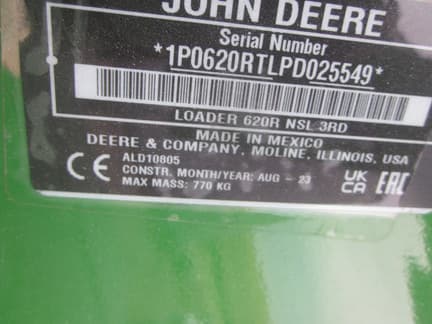 JOHN DEERE
Serial Number
*1P0620RTLPD025549*
LOADER 620R NSL 3RD
MADE IN MEXICO
DEERE & COMPANY, MOLINE, ILLINOIS, USA
CE ALD10805
CONSTR. MONTH/YEAR: AUG - 23
MAX MASS: 770 KG
UK
CA
EAC